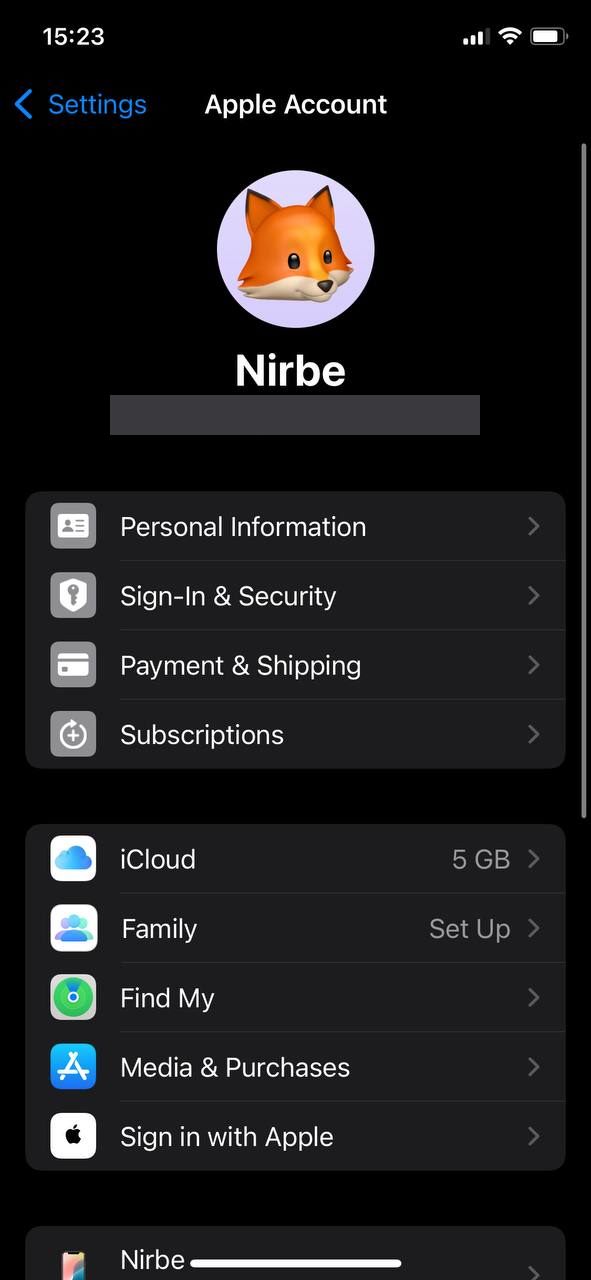 15:23
Settings
Apple Account
Nirbe
Personal Information
Sign-In & Security
Payment & Shipping
Subscriptions
iCloud 5 GB
Family Set Up
Find My
Media & Purchases
Sign in with Apple
Nirbe